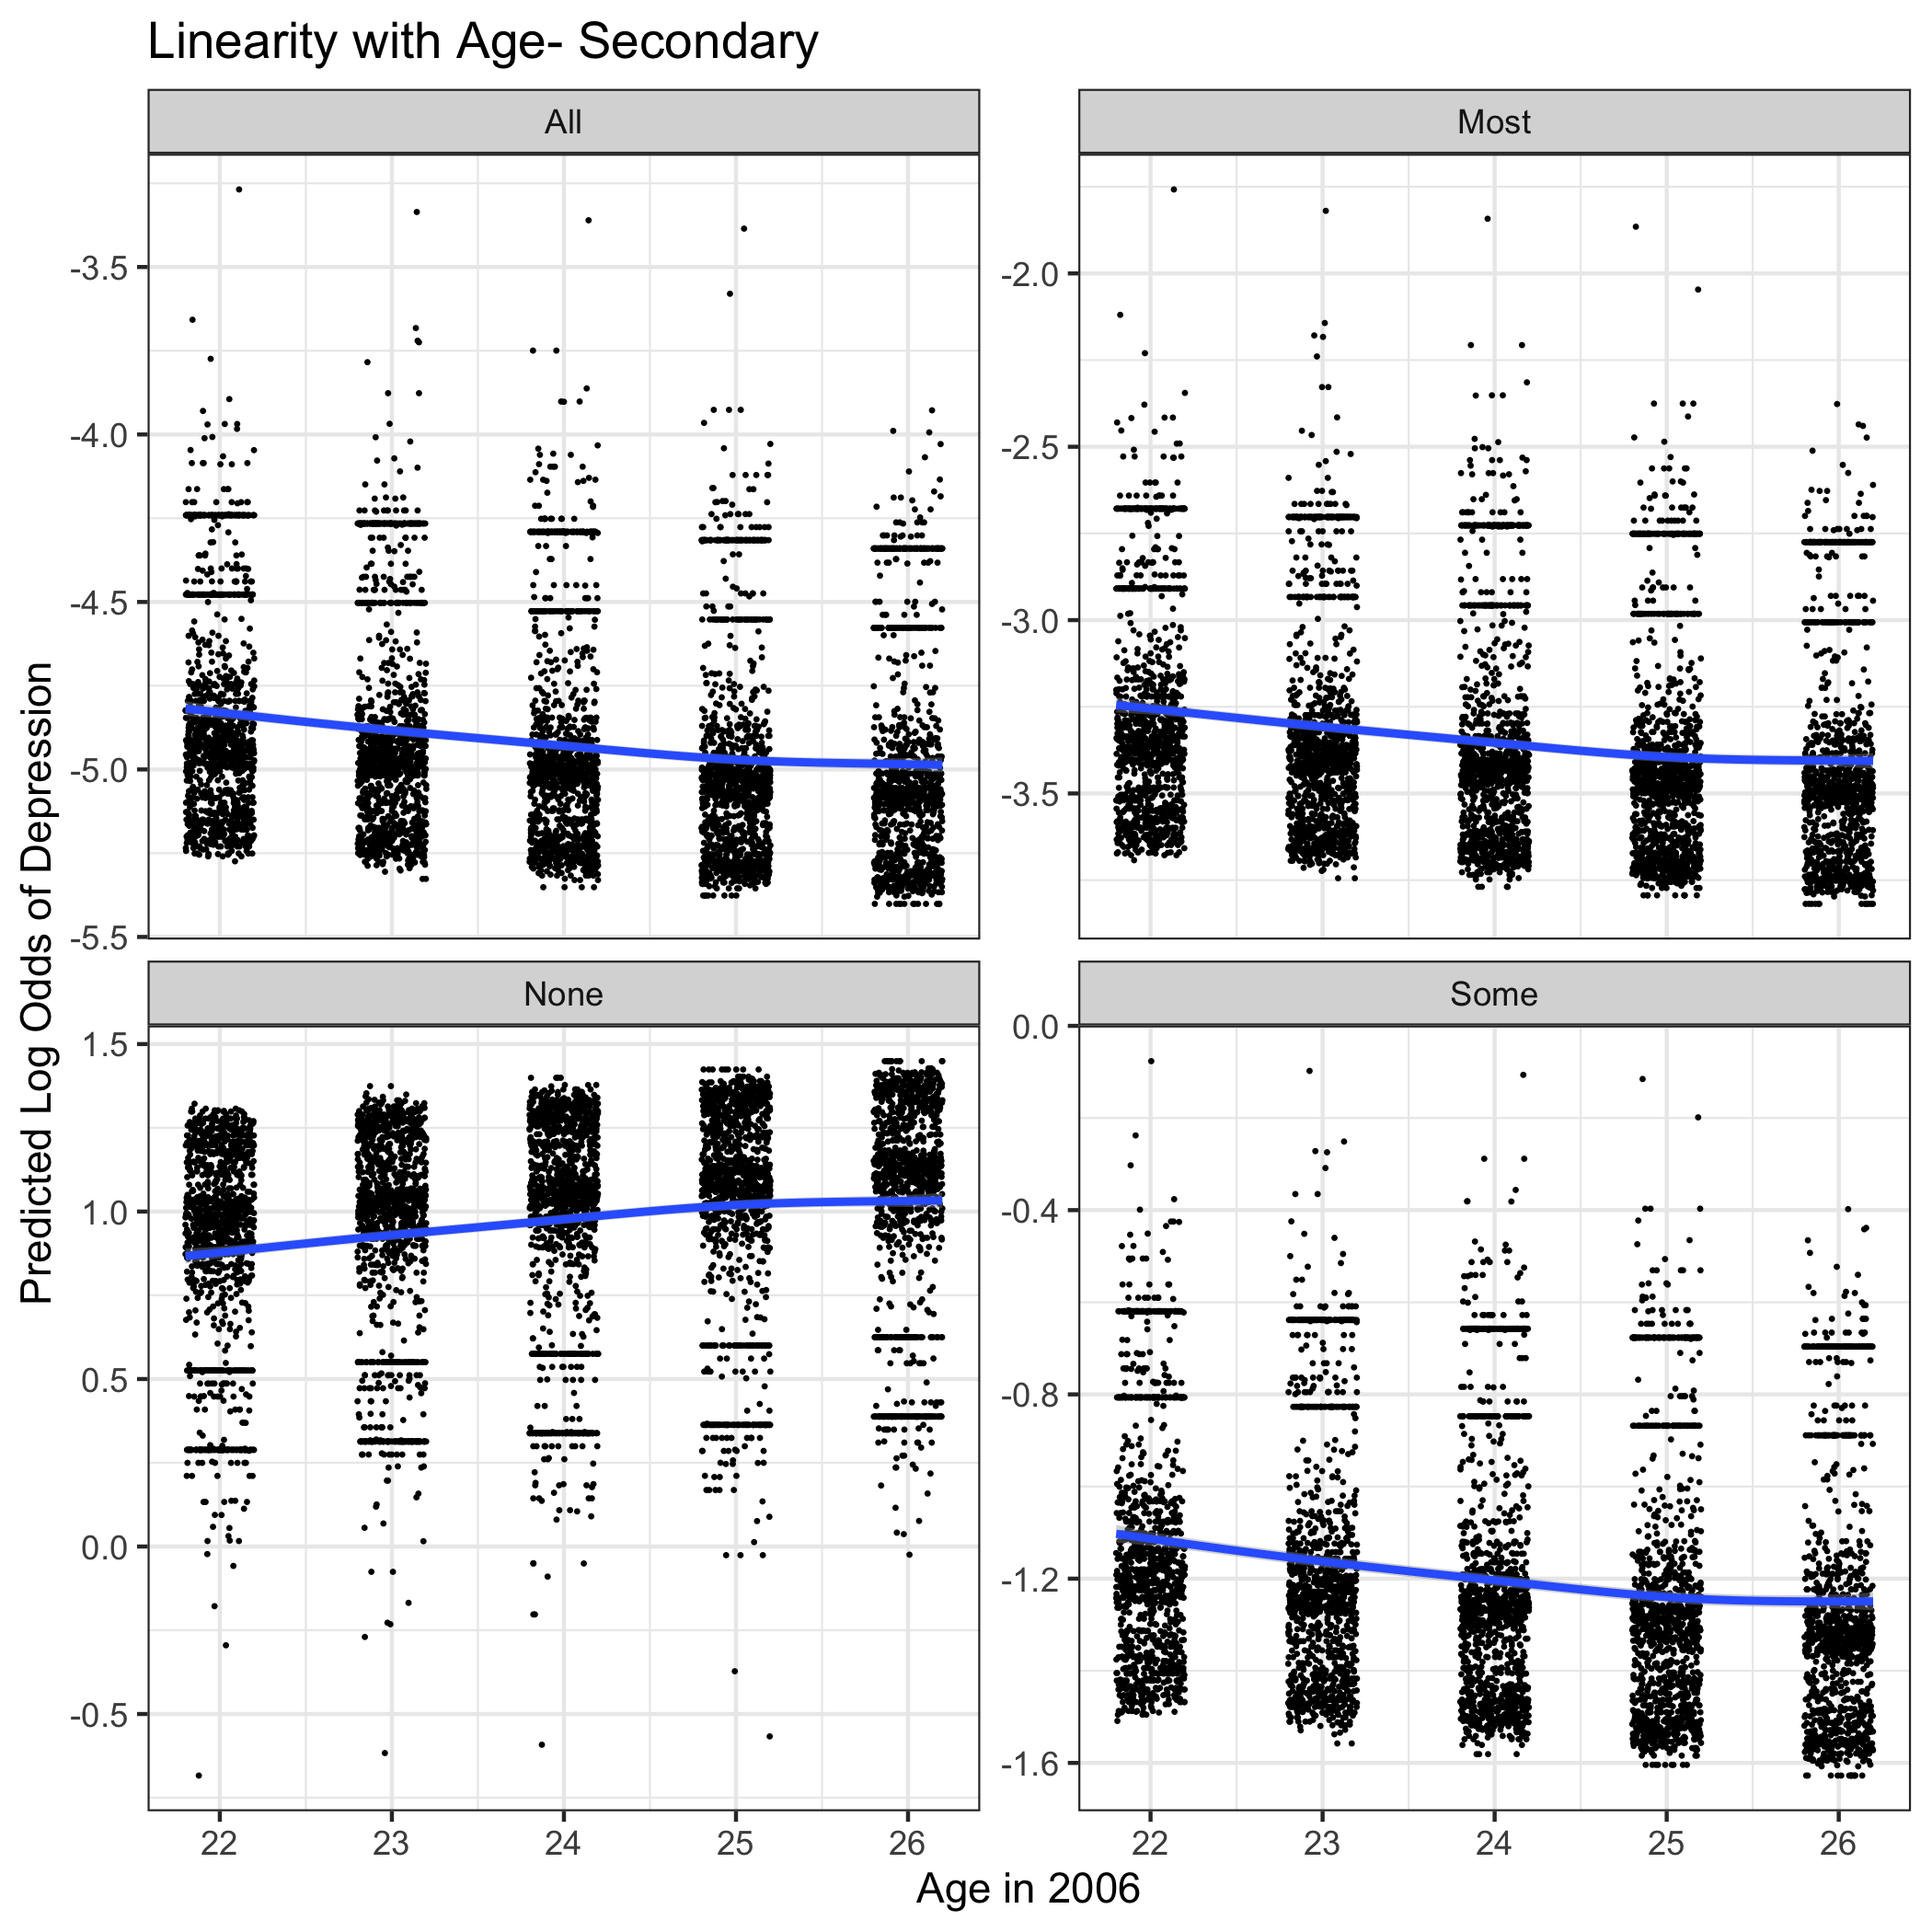 Linearity with Age- Secondary
All
Most
-3.5
-4.0
-4.5
-5.0
-5.5
-2.0
-2.5
-3.0
-3.5
Predicted Log Odds of Depression
None
Some
1.5
1.0
0.5
0.0
-0.5
0.0
-0.4
-0.8
-1.2
-1.6
22 23 24 25 26
22 23 24 25 26
Age in 2006